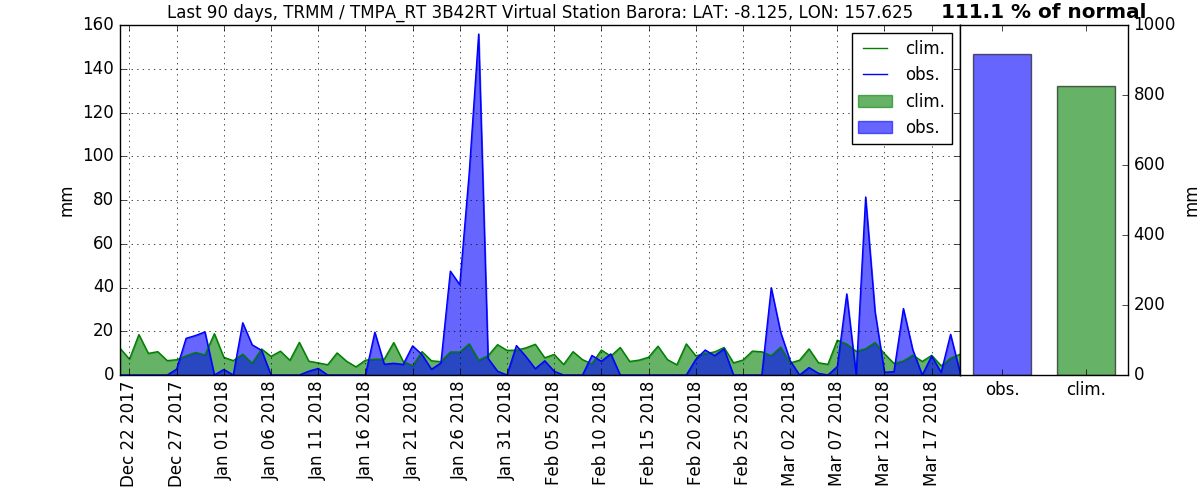 Last 90 days, TRMM / TMPA_RT 3B42RT Virtual Station Barora: LAT: -8.125, LON: 157.625
111.1 % of normal
160
140
120
100
80
60
40
20
0
mm
clim.
obs.
clim.
obs.
Dec 22 2017
Dec 27 2017
Jan 01 2018
Jan 06 2018
Jan 11 2018
Jan 16 2018
Jan 21 2018
Jan 26 2018
Jan 31 2018
Feb 05 2018
Feb 10 2018
Feb 15 2018
Feb 20 2018
Feb 25 2018
Mar 02 2018
Mar 07 2018
Mar 12 2018
Mar 17 2018
1000
800
600
400
200
0
mm
obs.
clim.